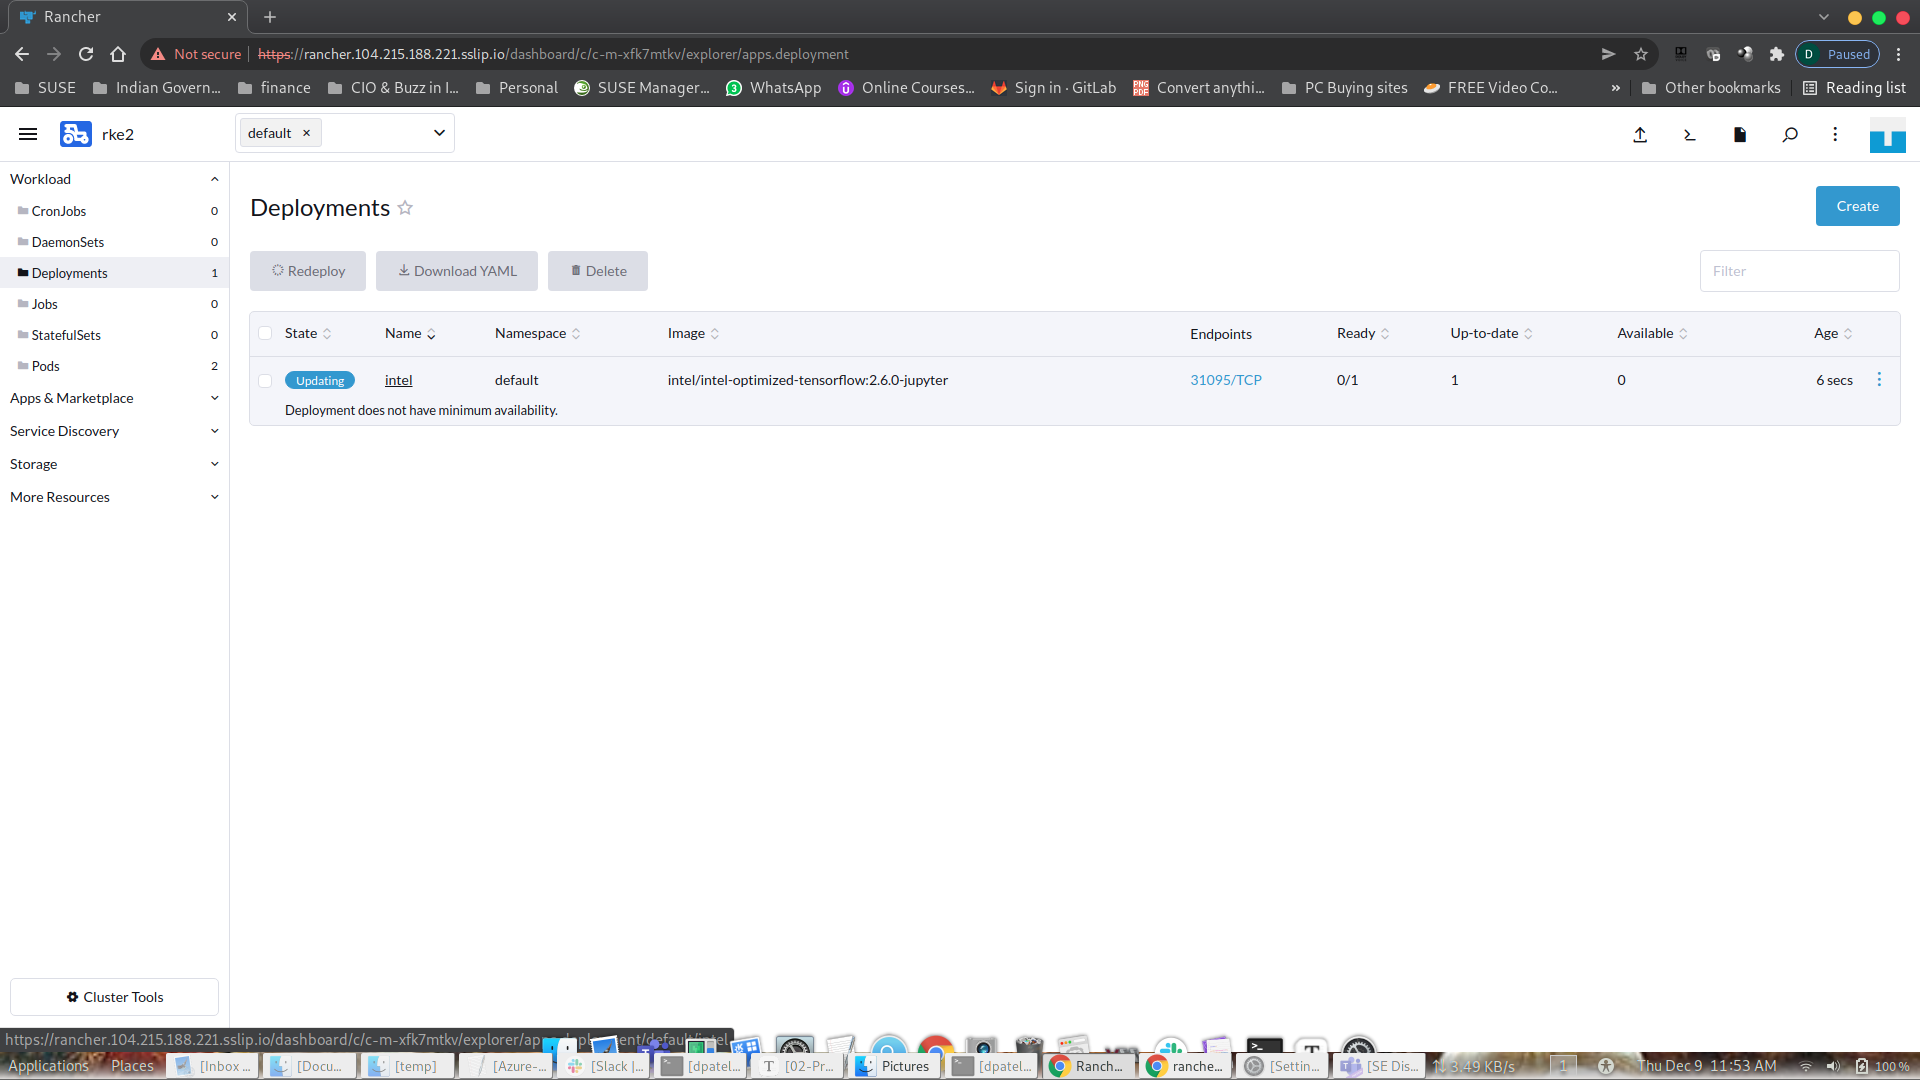 Rancher
Not secure https://rancher.104.215.188.221.sslip.io/dashboard/c/c-m-xfk7mtkv/explorer/apps.deployment D Paused
SUSE Indian Govern... finance CIO & Buzz in I... Personal SUSE Manager... WhatsApp Online Courses... Sign in · GitLab Convert anythi... PC Buying sites FREE Video Co... » Other bookmarks Reading list
rke2 default
Workload
CronJobs 0
DaemonSets 0
Deployments 1
Jobs 0
StatefulSets 0
Pods 2
Apps & Marketplace
Service Discovery
Storage
More Resources
Cluster Tools
Deployments
Create
Redeploy Download YAML Delete Filter
State Name Namespace Image Endpoints Ready Up-to-date Available Age
Updating intel default intel/intel-optimized-tensorflow:2.6.0-jupyter 31095/TCP 0/1 1 0 6 secs
Deployment does not have minimum availability.
https://rancher.104.215.188.221.sslip.io/dashboard/c/c-m-xfk7mtkv/explorer/apps.deployment/default/intel
Applications Places [Inbox ... [Docu... [temp] [Azure-... [Slack |... [dpatel... [02-Pr... Pictures [dpatel... Ranch... ranche... [Settin... [SE Dis... 3.49 KB/s 1 Thu Dec 9 11:53 AM 100 %